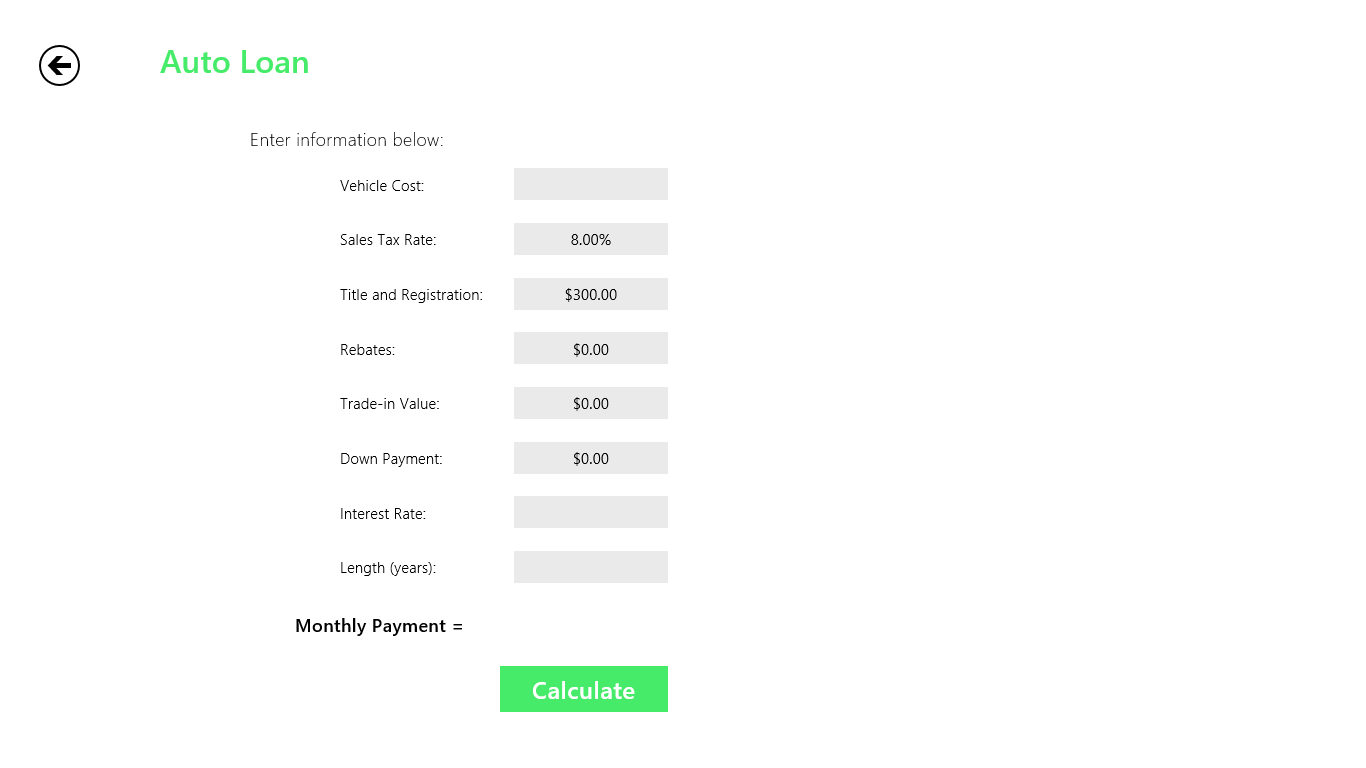 Auto Loan
Enter information below:
Vehicle Cost:
Sales Tax Rate: 8.00%
Title and Registration: $300.00
Rebates: $0.00
Trade-in Value: $0.00
Down Payment: $0.00
Interest Rate:
Length (years):
Monthly Payment =
Calculate